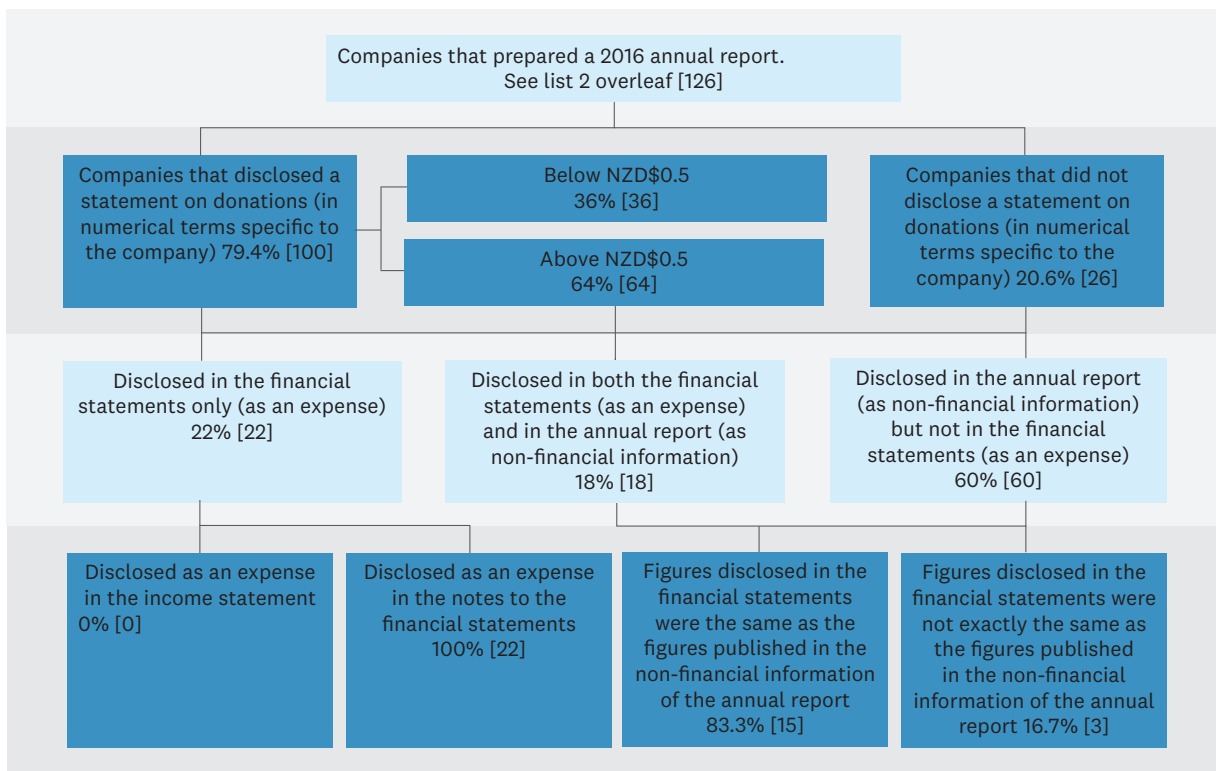 Companies that prepared a 2016 annual report.
See list 2 overleaf [126]
Companies that disclosed a
statement on donations (in
numerical terms specific to
the company) 79.4% [100]
Below NZD$0.5
36% [36]
Above NZD$0.5
64% [64]
Companies that did not
disclose a statement on
donations (in numerical
terms specific to the
company) 20.6% [26]
Disclosed in the financial
statements only (as an expense)
22% [22]
Disclosed in both the financial
statements (as an expense)
and in the annual report (as
non-financial information)
18% [18]
Disclosed in the annual report
(as non-financial information)
but not in the financial
statements (as an expense)
60% [60]
Disclosed as an expense
in the income statement
0% [0]
Disclosed as an expense
in the notes to the
financial statements
100% [22]
Figures disclosed in the
financial statements
were the same as the
figures published in the
non-financial information
of the annual report
83.3% [15]
Figures disclosed in the
financial statements were
not exactly the same as
the figures published
in the non-financial
information of the annual
report 16.7% [3]